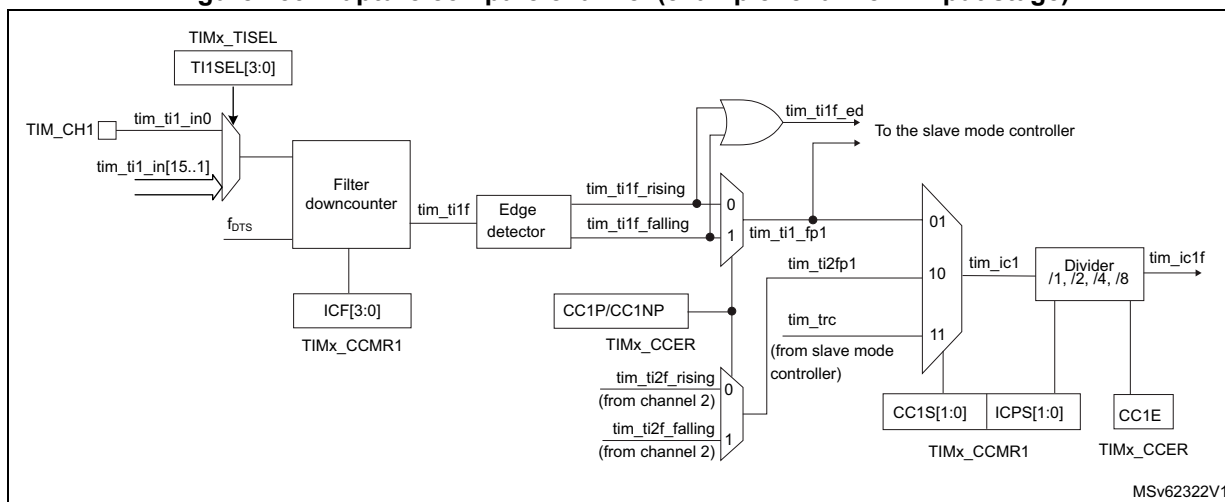 TIMx_TISEL
TI1SEL[3:0]
TIM_CH1
tim_ti1_in0
tim_ti1_in[15..1]
fDTS
Filter
downcounter
ICF[3:0]
TIMx_CCMR1
tim_ti1f
Edge
detector
tim_ti1f_rising
tim_ti1f_falling
tim_ti1f_ed
To the slave mode controller
0
1
tim_ti1_fp1
tim_ti2fp1
tim_trc
(from slave mode
controller)
CC1P/CC1NP
TIMx_CCER
tim_ti2f_rising
(from channel 2)
tim_ti2f_falling
(from channel 2)
0
1
01
10
11
tim_ic1
Divider
/1, /2, /4, /8
tim_ic1f
CC1S[1:0]
ICPS[1:0]
TIMx_CCMR1
CC1E
TIMx_CCER
MSv62322V1